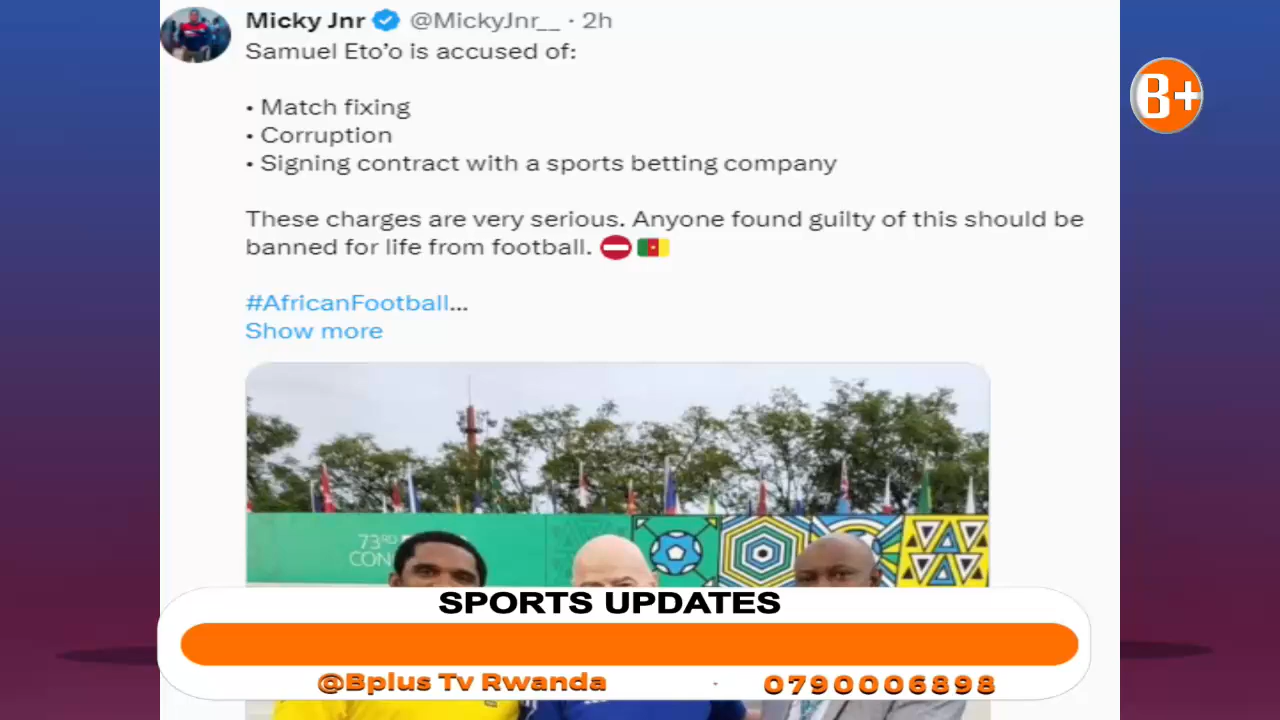 Micky Jnr @MickyJnr__ · 2h
Samuel Eto’o is accused of:
• Match fixing
• Corruption
• Signing contract with a sports betting company
These charges are very serious. Anyone found guilty of this should be
banned for life from football.
#AfricanFootball...
Show more
B+
73RD
CON
SPORTS UPDATES
@Bplus Tv Rwanda
0790006898